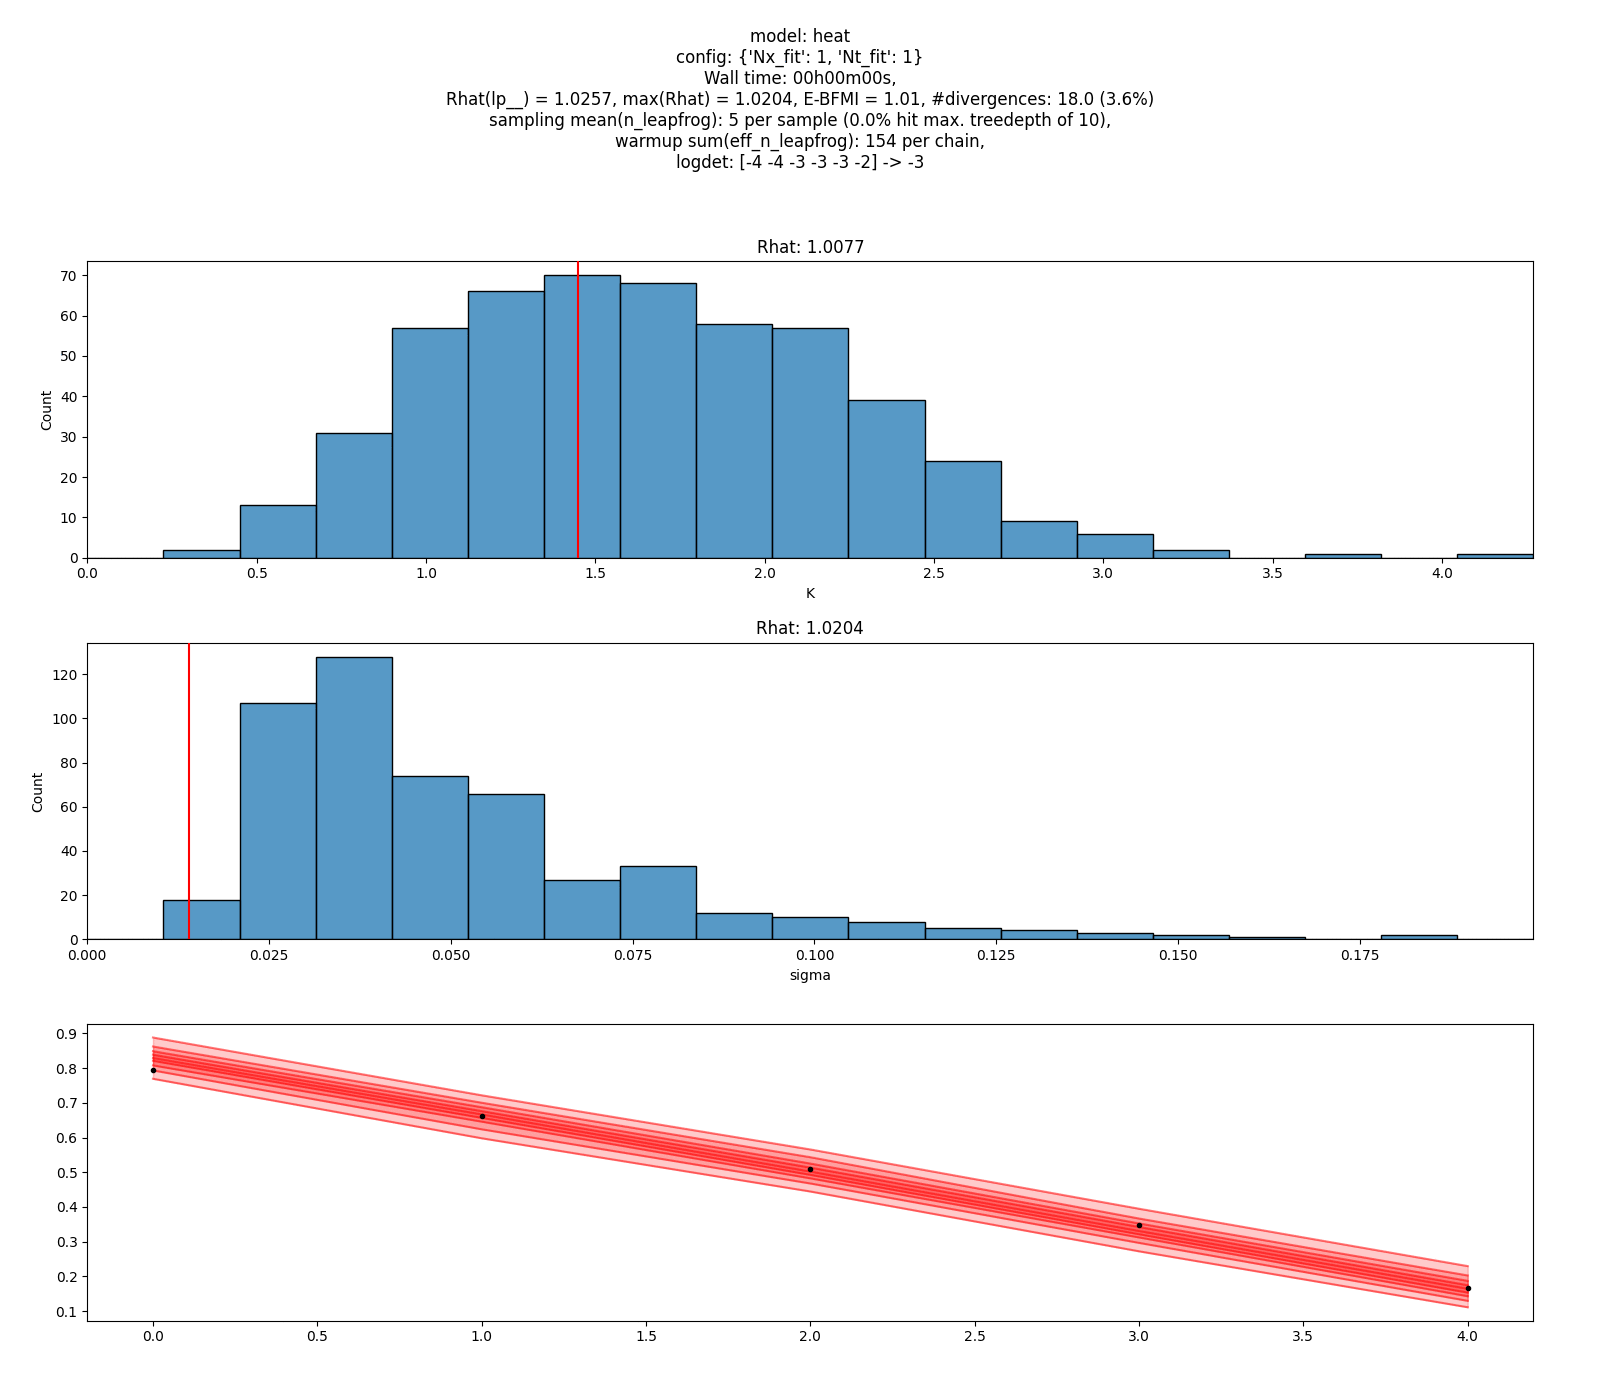 model: heat
config: {'Nx_fit': 1, 'Nt_fit': 1}
Wall time: 00h00m00s,
Rhat(lp__) = 1.0257, max(Rhat) = 1.0204, E-BFMI = 1.01, #divergences: 18.0 (3.6%)
sampling mean(n_leapfrog): 5 per sample (0.0% hit max. treedepth of 10),
warmup sum(eff_n_leapfrog): 154 per chain,
logdet: [-4 -4 -3 -3 -3 -2] -> -3
Rhat: 1.0077
70
60
50
40
30
20
10
0
Count
0.0 0.5 1.0 1.5 2.0 2.5 3.0 3.5 4.0
K
Rhat: 1.0204
120
100
80
60
40
20
0
Count
0.000 0.025 0.050 0.075 0.100 0.125 0.150 0.175
sigma
0.9
0.8
0.7
0.6
0.5
0.4
0.3
0.2
0.1
0.0 0.5 1.0 1.5 2.0 2.5 3.0 3.5 4.0